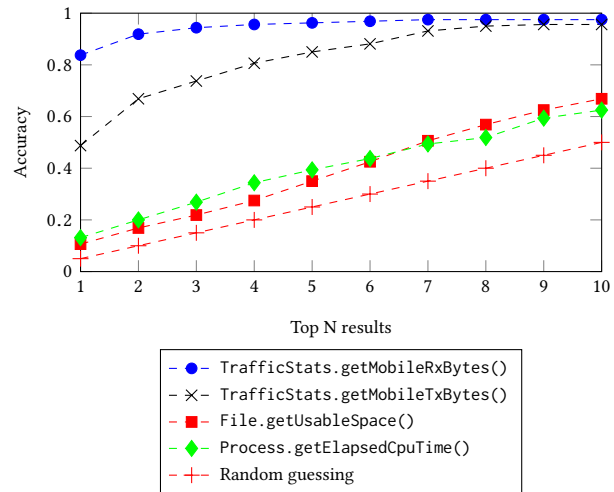 1
0.8
0.6
0.4
0.2
0
Accuracy
1 2 3 4 5 6 7 8 9 10
Top N results
TrafficStats.getMobileRxBytes()
TrafficStats.getMobileTxBytes()
File.getUsableSpace()
Process.getElapsedCpuTime()
Random guessing